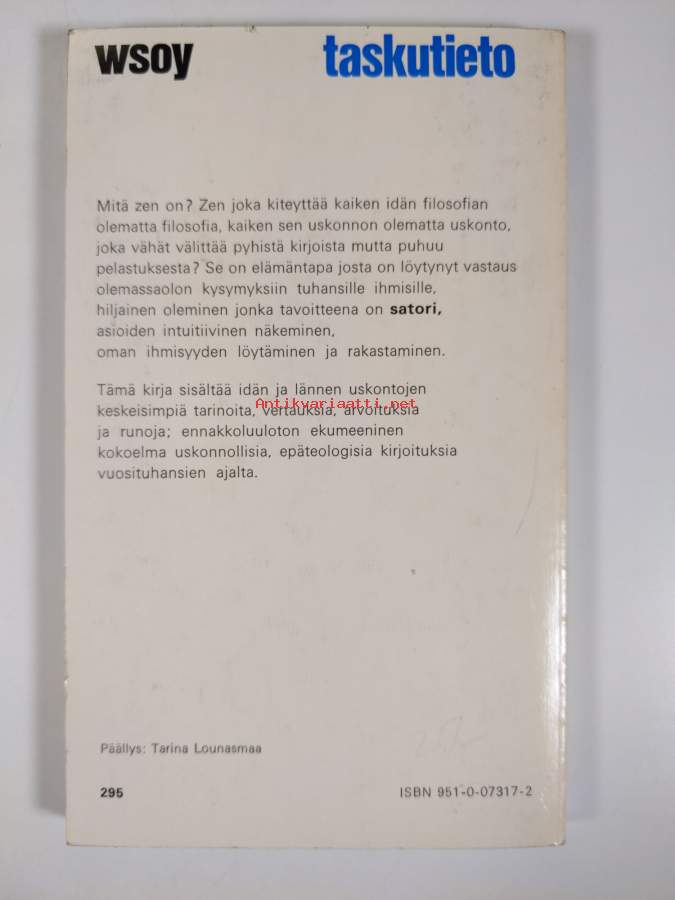 wsoy taskutieto
Mitä zen on? Zen joka kiteyttää kaiken idän filosofian
olematta filosofia, kaiken sen uskonnon olematta uskonto,
joka vähät välittää pyhistä kirjoista mutta puhuu
pelastuksesta? Se on elämäntapa josta on löytynyt vastaus
olemassaolon kysymyksiin tuhansille ihmisille,
hiljainen oleminen jonka tavoitteena on satori,
asioiden intuitiivinen näkeminen,
oman ihmisyyden löytäminen ja rakastaminen.
Tämä kirja sisältää idän ja lännen uskontojen
keskeisimpiä tarinoita, vertauksia, arvoituksia
Antikvariaatti.net
ja runoja; ennakkoluuloton ekumeeninen
kokoelma uskonnollisia, epäteologisia kirjoituksia
vuosituhansien ajalta.
Päällys: Tarina Lounasmaa
295 ISBN 951-0-07317-2